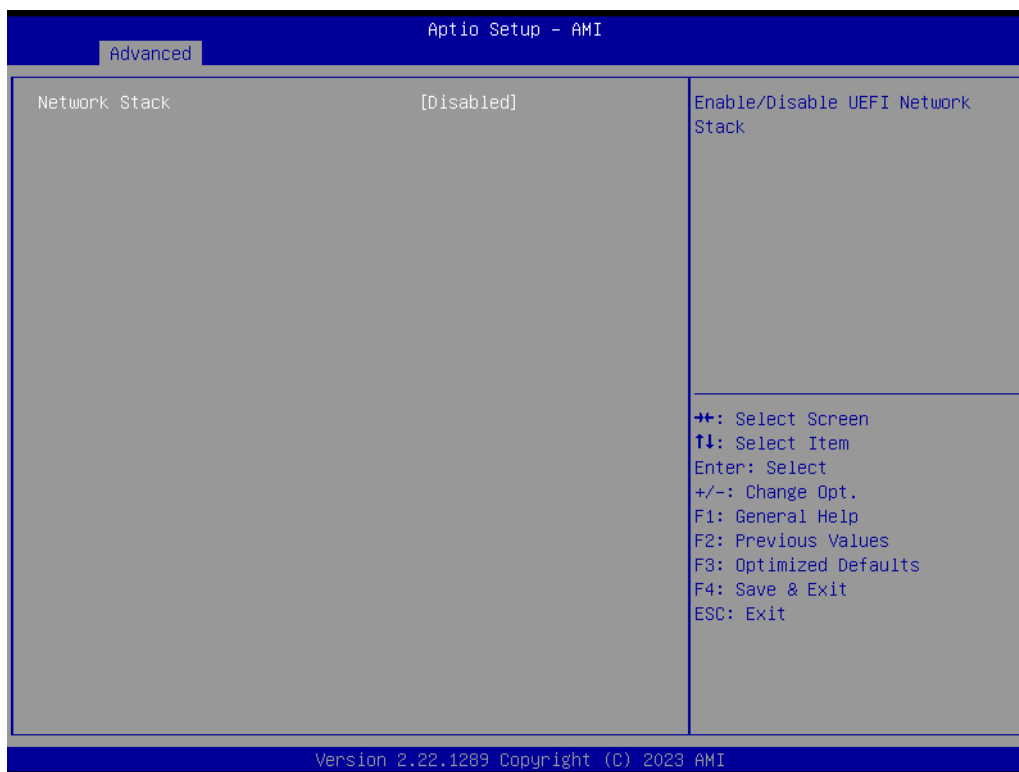 Aptio Setup – AMI
Advanced
Network Stack [Disabled]
Enable/Disable UEFI Network
Stack
→←: Select Screen
↑↓: Select Item
Enter: Select
+/-: Change Opt.
F1: General Help
F2: Previous Values
F3: Optimized Defaults
F4: Save & Exit
ESC: Exit
Version 2.22.1289 Copyright (C) 2023 AMI